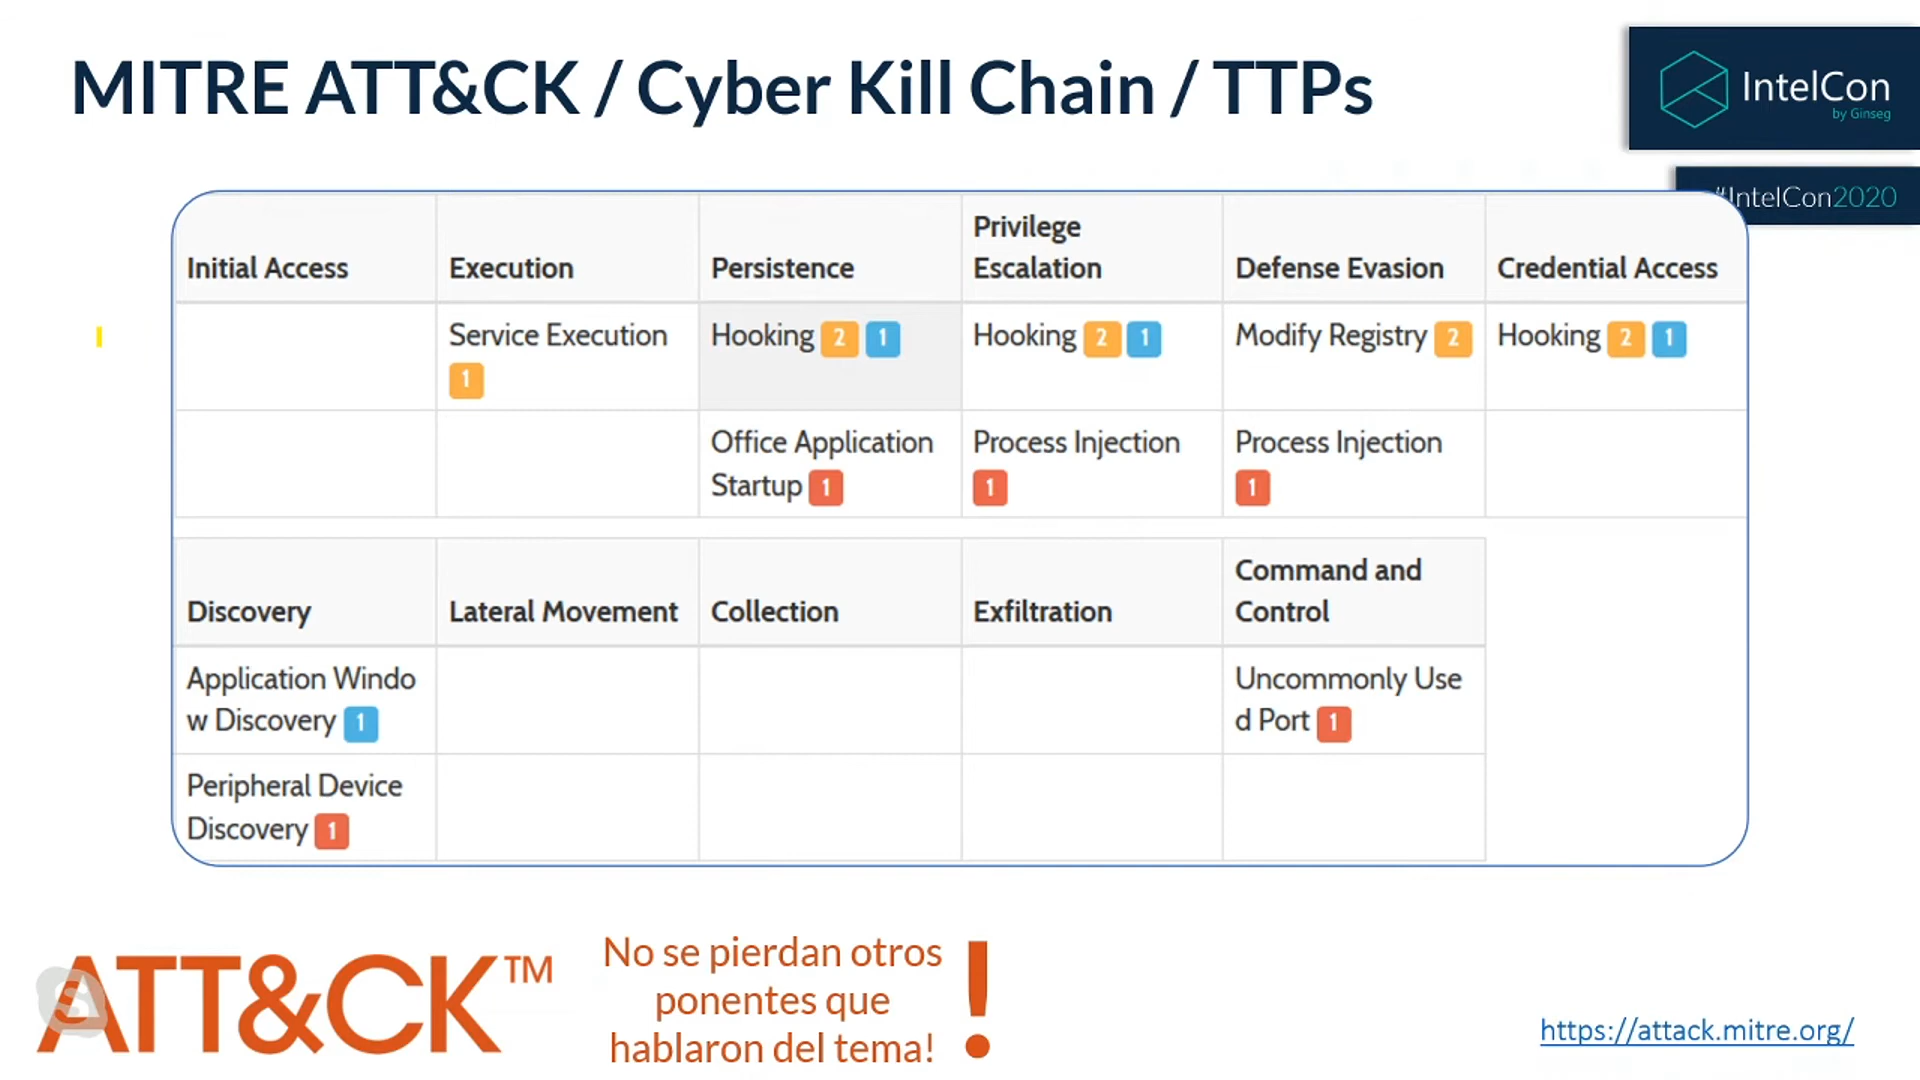 MITRE ATT&CK / Cyber Kill Chain / TTPs
IntelCon
by Ginseg
#IntelCon2020
Initial Access
Execution
Persistence
Privilege
Escalation
Defense Evasion
Credential Access
Service Execution
1
Hooking 2 1
Hooking 2 1
Modify Registry 2
Hooking 2 1
Office Application
Startup 1
Process Injection
1
Process Injection
1
Discovery
Lateral Movement
Collection
Exfiltration
Command and
Control
Application Windo
w Discovery 1
Uncommonly Use
d Port 1
Peripheral Device
Discovery 1
ATT&CK™
No se pierdan otros
ponentes que
hablaron del tema!
!
https://attack.mitre.org/